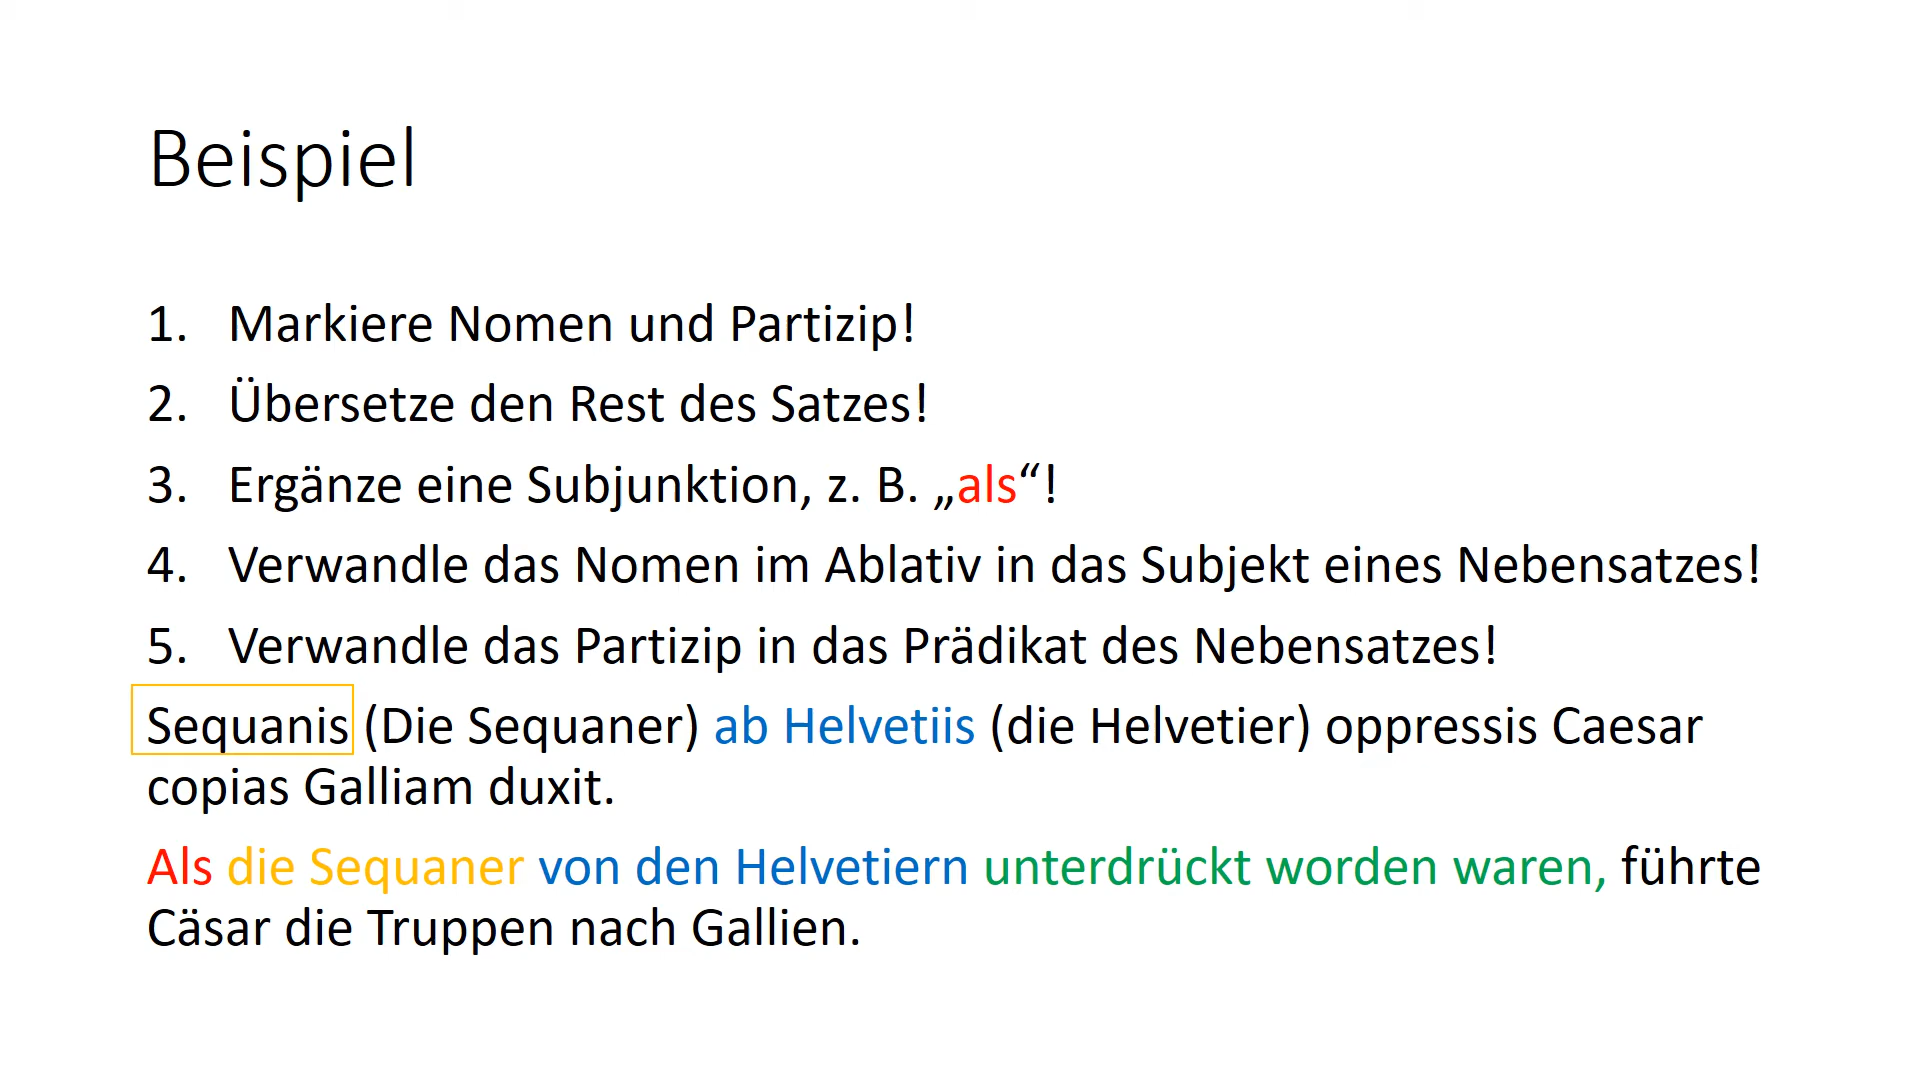 Beispiel
1. Markiere Nomen und Partizip!
2. Übersetze den Rest des Satzes!
3. Ergänze eine Subjunktion, z. B. „als“!
4. Verwandle das Nomen im Ablativ in das Subjekt eines Nebensatzes!
5. Verwandle das Partizip in das Prädikat des Nebensatzes!
Sequanis (Die Sequaner) ab Helvetiis (die Helvetier) oppressis Caesar
copias Galliam duxit.
Als die Sequaner von den Helvetiern unterdrückt worden waren, führte
Cäsar die Truppen nach Gallien.